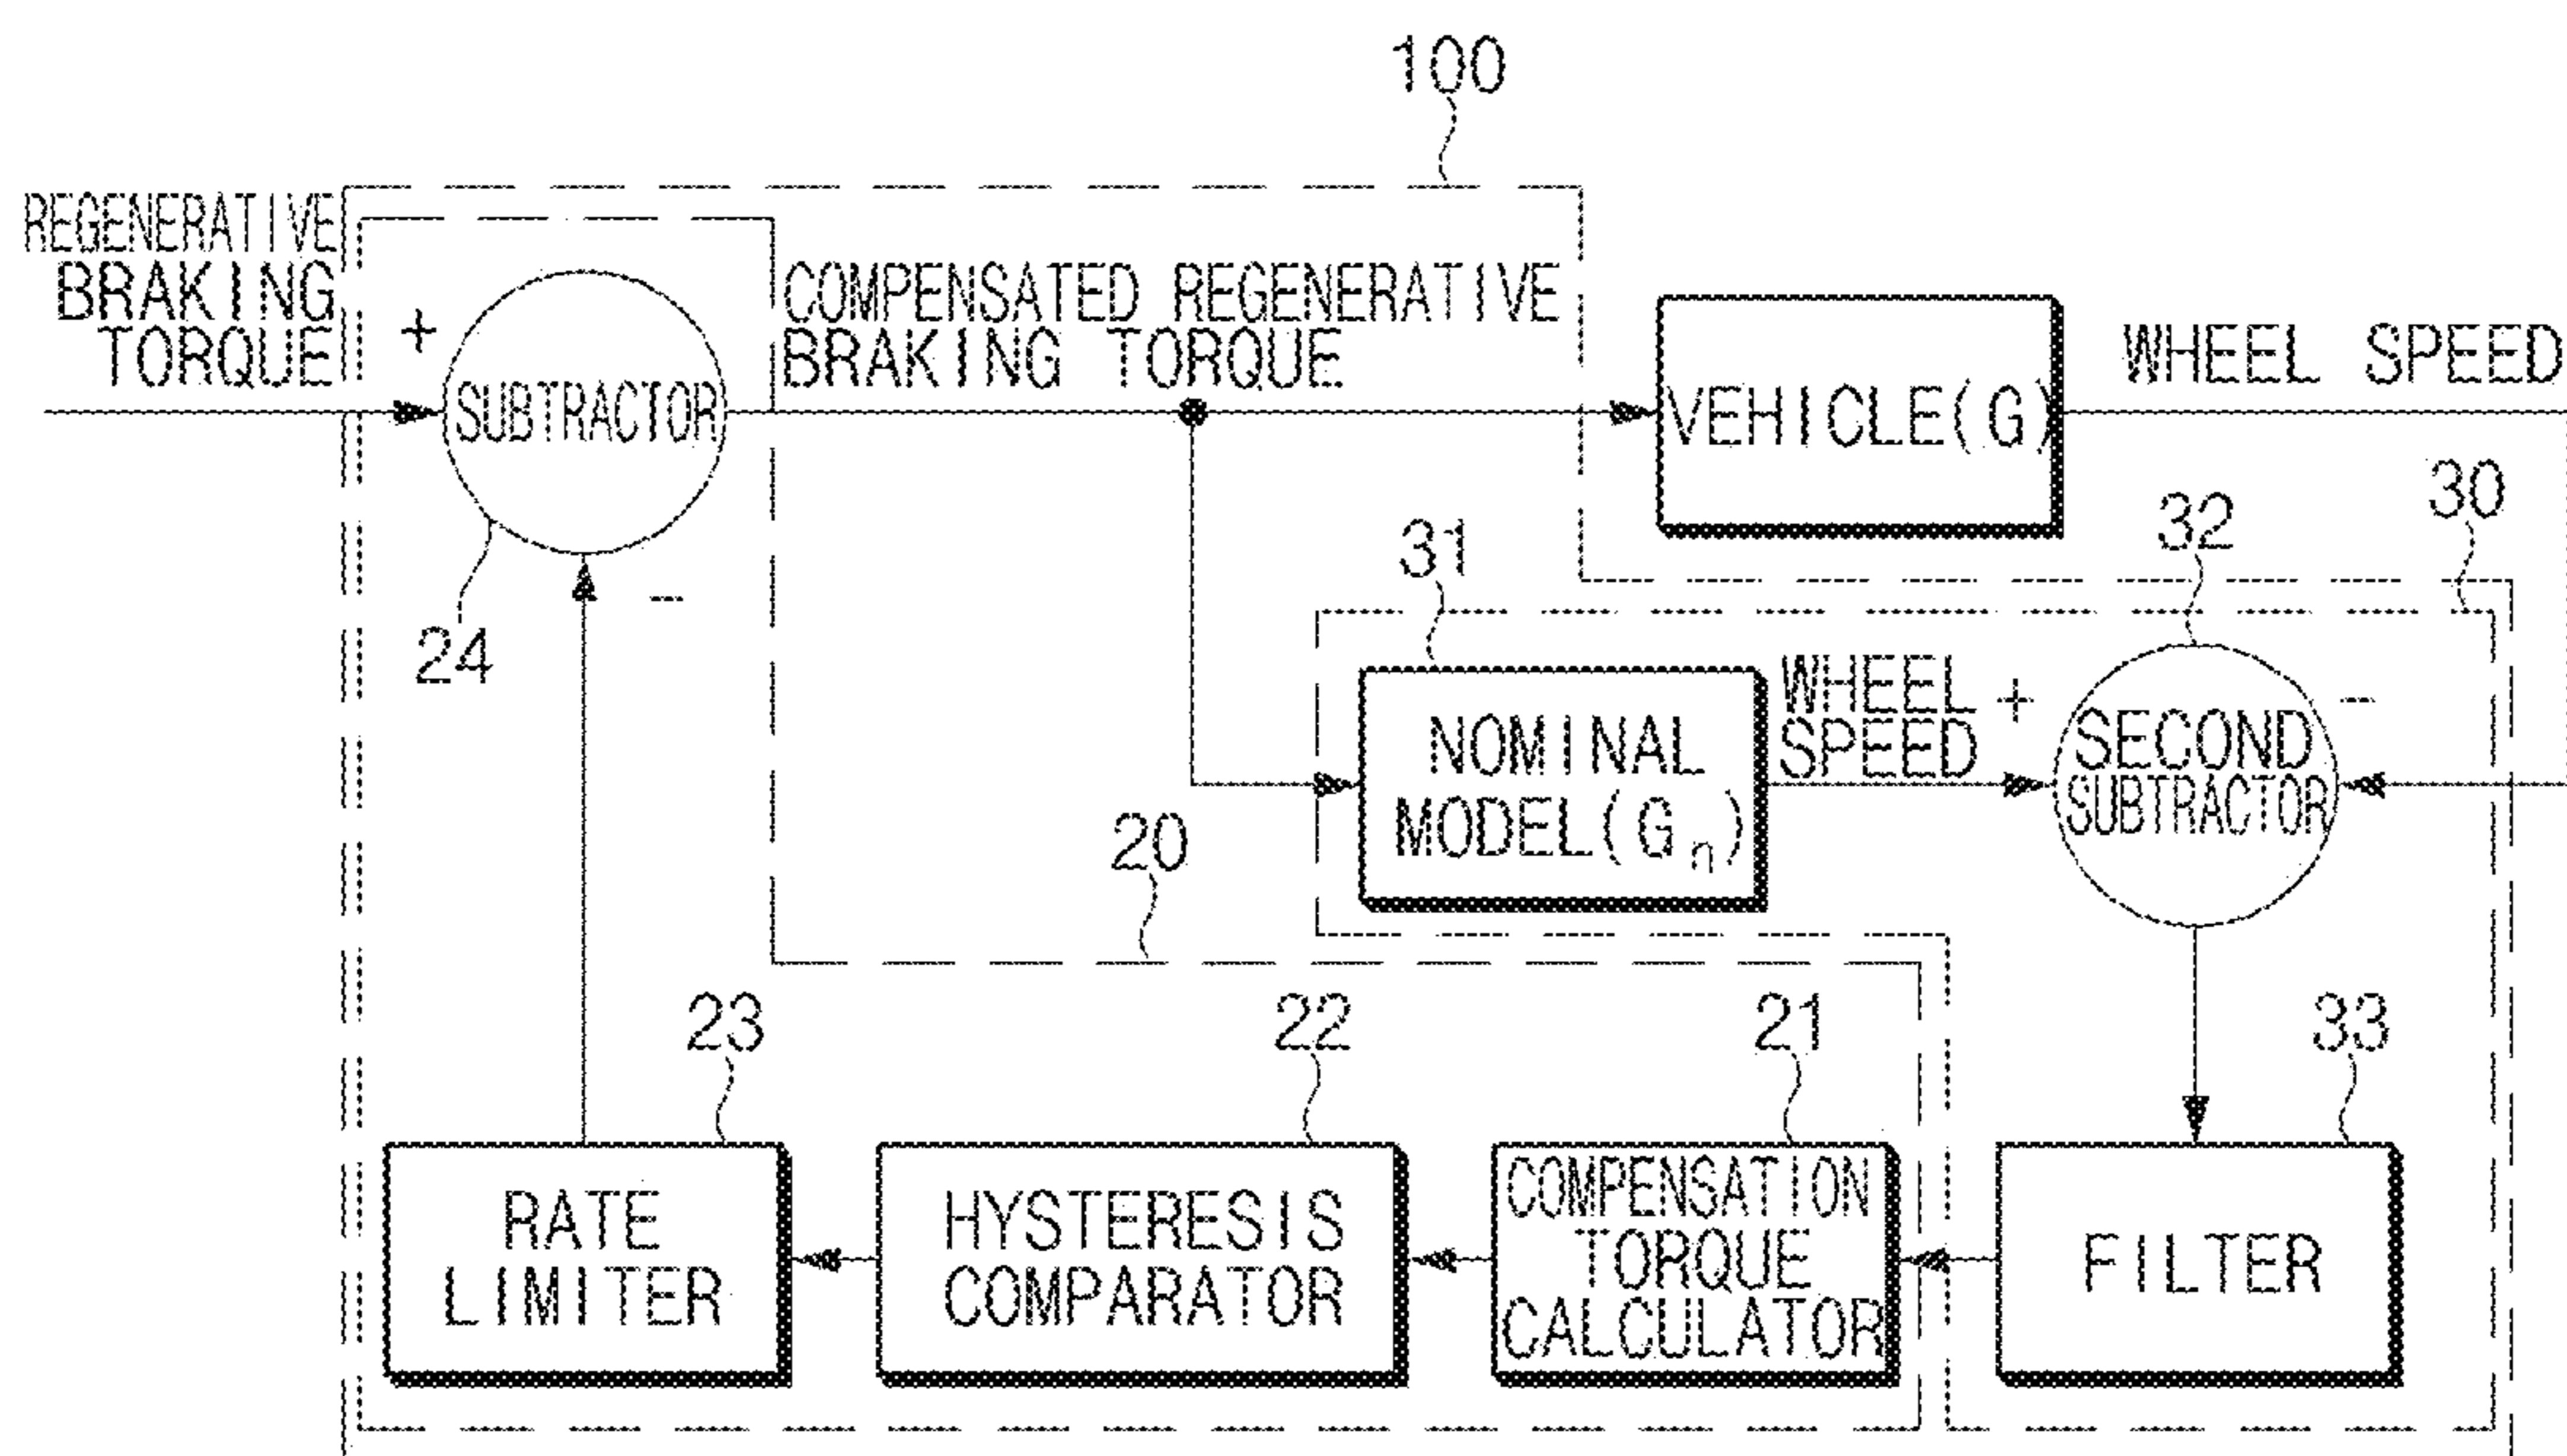 100
REGENERATIVE
BRAKING
TORQUE
+
SUBTRACTOR
-
24
COMPENSATED REGENERATIVE
BRAKING TORQUE
VEHICLE(G)
WHEEL SPEED
30
31
32
NOMINAL
MODEL(Gn)
WHEEL
SPEED
+
-
SECOND
SUBTRACTOR
20
23
22
21
33
RATE
LIMITER
HYSTERESIS
COMPARATOR
COMPENSATION
TORQUE
CALCULATOR
FILTER